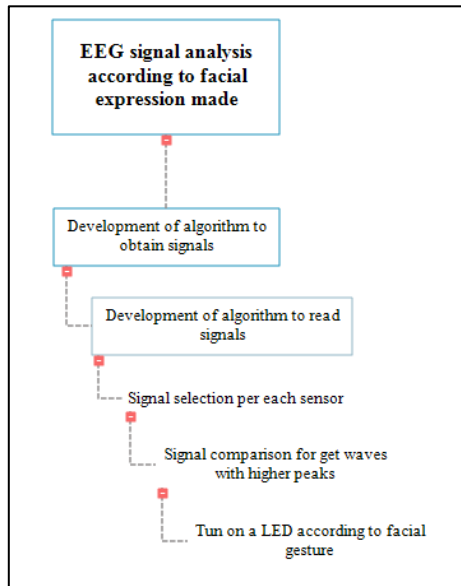 EEG signal analysis
according to facial
expression made
Development of algorithm to
obtain signals
Development of algorithm to read
signals
Signal selection per each sensor
Signal comparison for get waves
with higher peaks
Tun on a LED according to facial
gesture